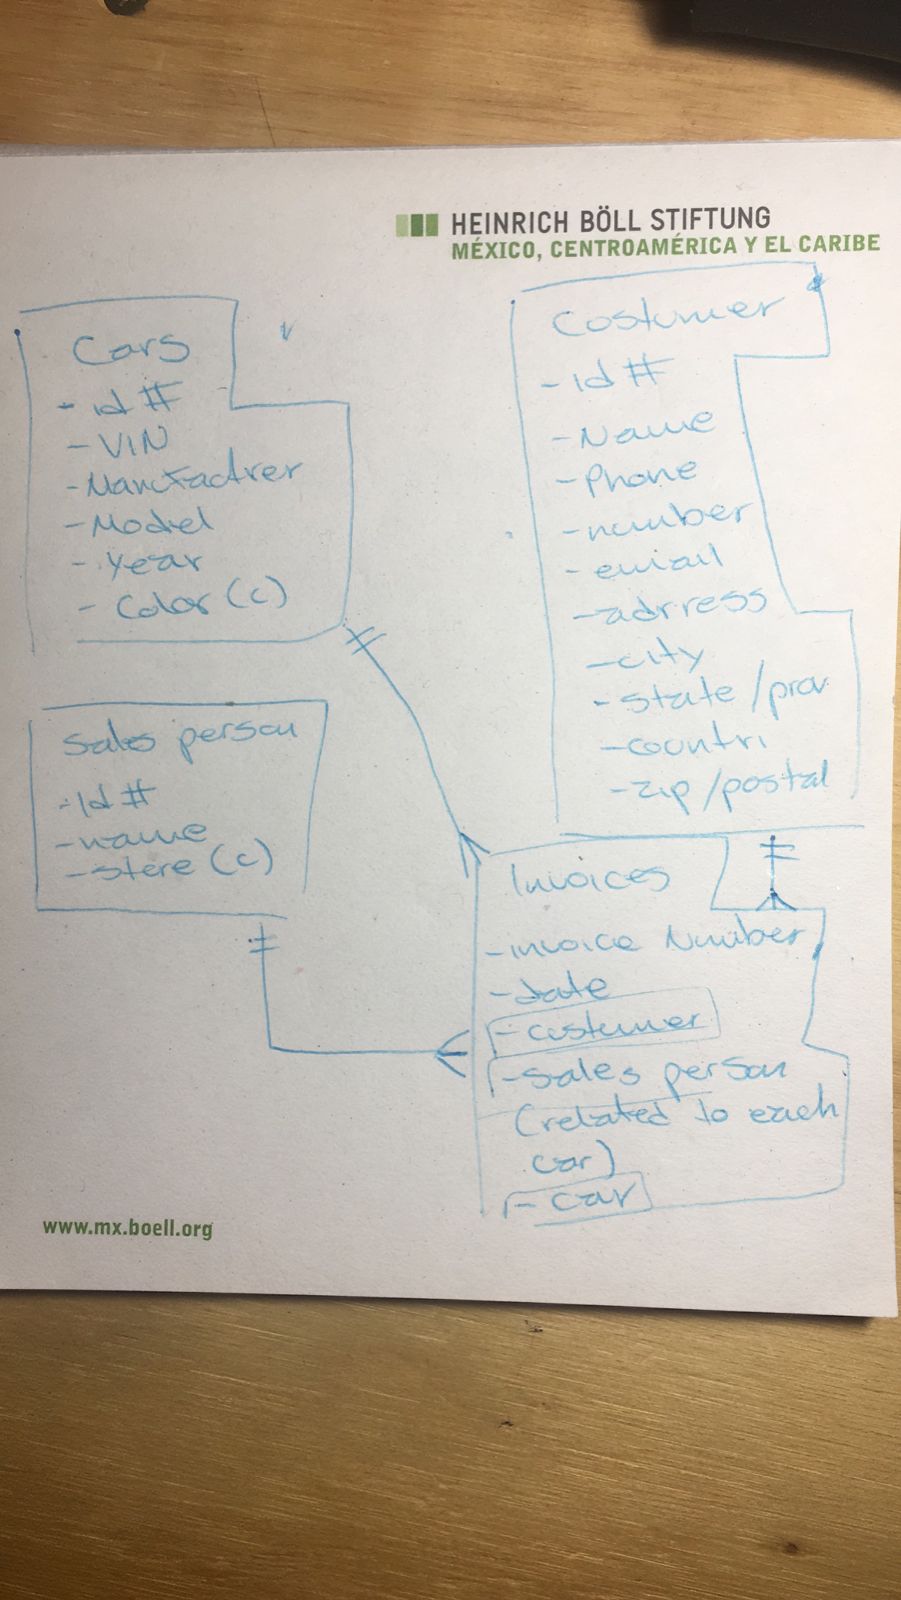 HEINRICH BÖLL STIFTUNG
MÉXICO, CENTROAMÉRICA Y EL CARIBE
Cars
- id #
- VIN
- Manufactrer
- Model
- Year
- Color (c)
Costumer
- Id #
- Name
- Phone
- number
- email
- adrress
- city
- state / prov
- countri
- zip / postal
Sales person
- Id #
- name
- store (c)
Invoices
- invoice Number
- date
- costumer
- Sales person
(related to each
car)
- car
www.mx.boell.org